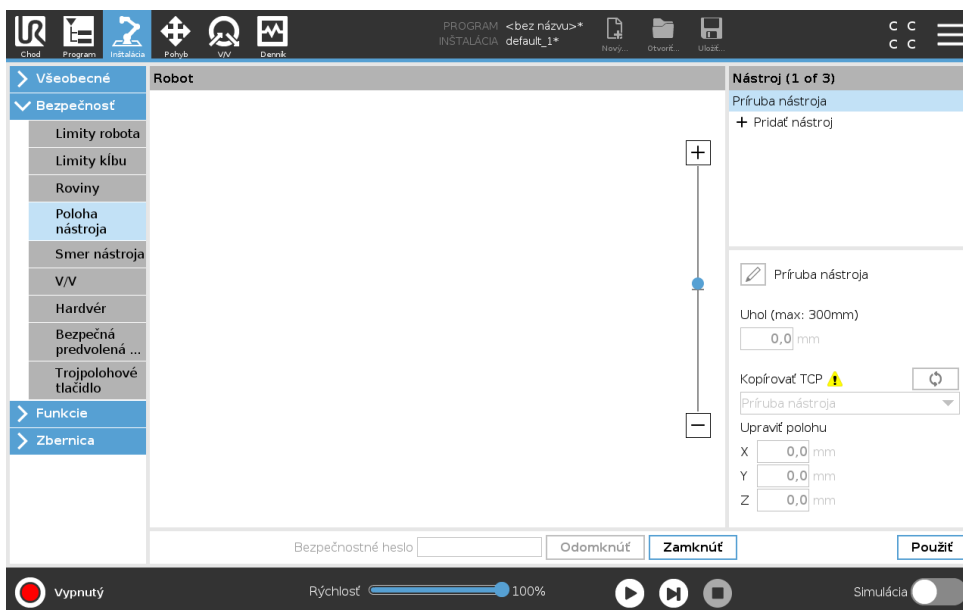 PROGRAM <bez názvu>*
INŠTALÁCIA default_1*
Chod Program Inštalácia Pohyb V/V Denník Nový... Otvoriť... Uložiť...
C C
C C
Všeobecné
Bezpečnosť
Limity robota
Limity kĺbu
Roviny
Poloha
nástroja
Smer nástroja
V/V
Hardvér
Bezpečná
predvolená ...
Trojpolohové
tlačidlo
Funkcie
Zbernica
Robot
Nástroj (1 of 3)
Príruba nástroja
+ Pridať nástroj
Príruba nástroja
Uhol (max: 300mm)
0,0 mm
Kopírovať TCP
Príruba nástroja
Upraviť polohu
X 0,0 mm
Y 0,0 mm
Z 0,0 mm
Bezpečnostné heslo Odomknúť Zamknúť Použiť
Vypnutý Rýchlosť 100% Simulácia